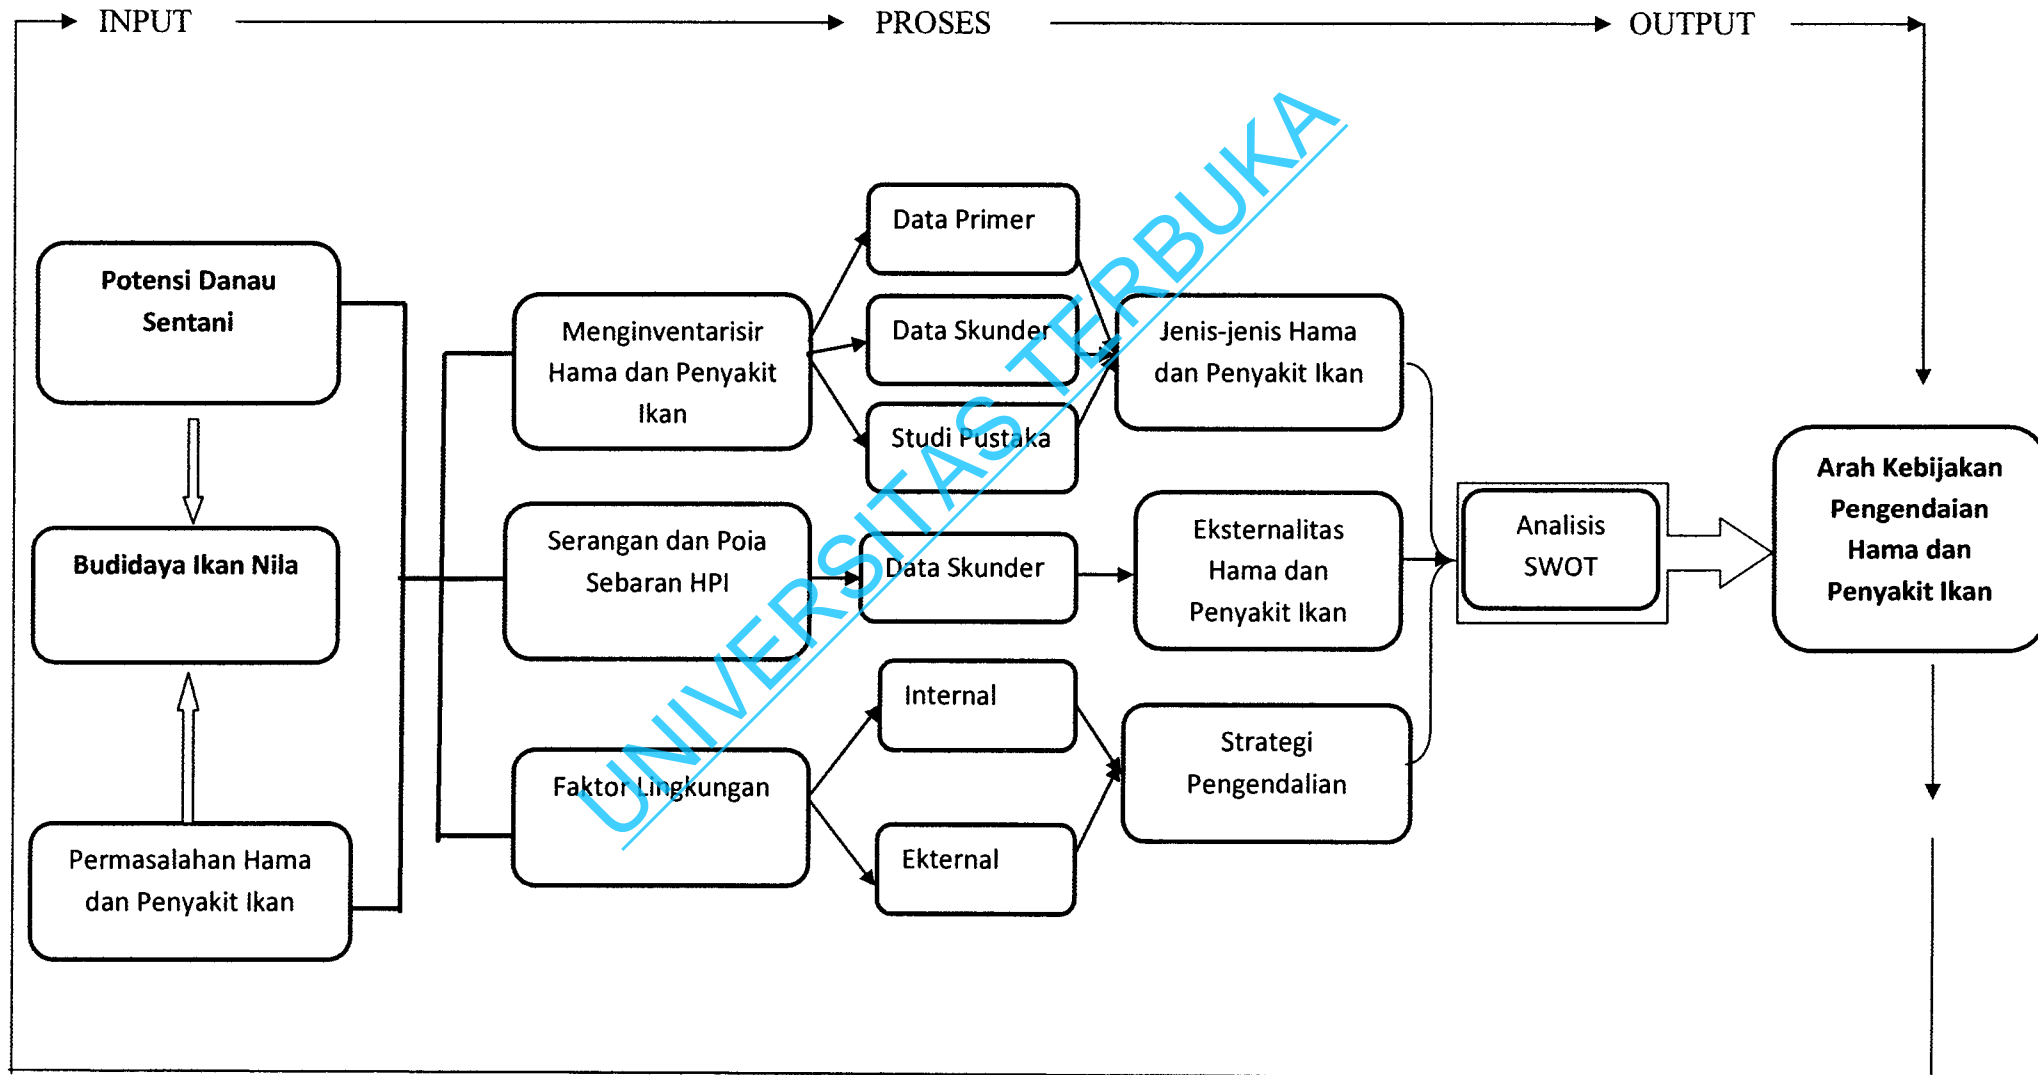 INPUT
PROSES
OUTPUT
Potensi Danau
Sentani
Budidaya Ikan Nila
Permasalahan Hama
dan Penyakit Ikan
Menginventarisir
Hama dan Penyakit
Ikan
Serangan dan Poia
Sebaran HPI
Faktor Lingkungan
Data Primer
Data Skunder
Studi Pustaka
Data Skunder
Internal
Ekternal
Jenis-jenis Hama
dan Penyakit Ikan
Eksternalitas
Hama dan
Penyakit Ikan
Strategi
Pengendalian
Analisis
SWOT
Arah Kebijakan
Pengendaian
Hama dan
Penyakit Ikan
UNIVERSITAS TERBUKA